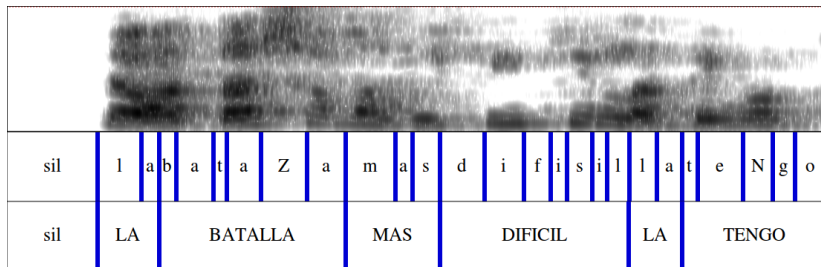 sil l a b a t a Z a m a s d i f i s i l l a t e N g o
sil LA BATALLA MAS DIFICIL LA TENGO